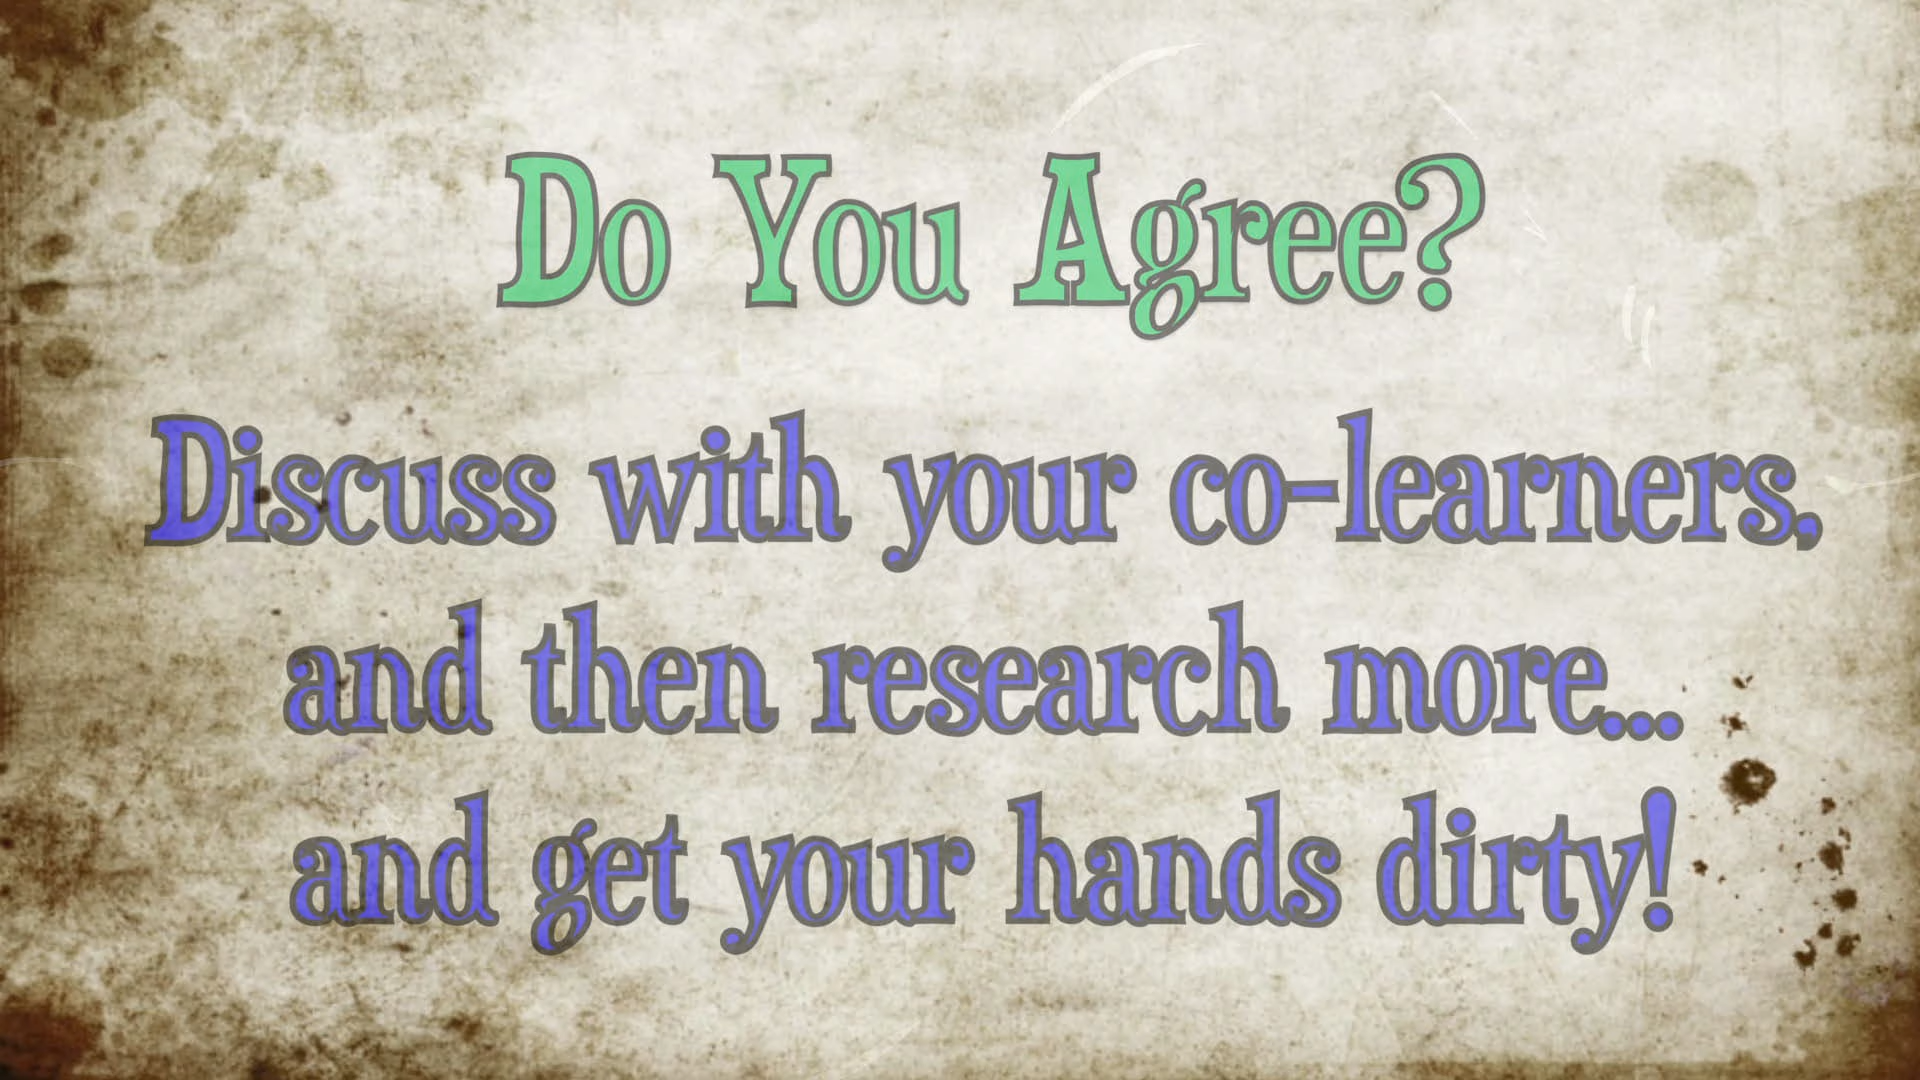 Do You Agree?
Discuss with your co-learners,
and then research more...
and get your hands dirty!